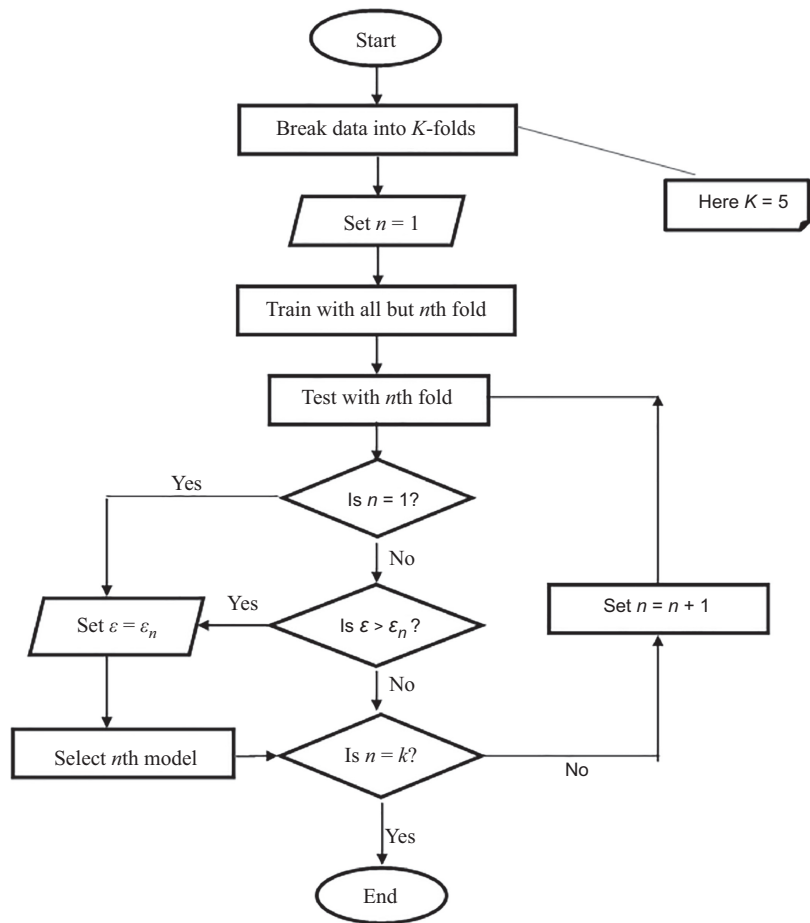 Start
Break data into K-folds
Here K = 5
Set n = 1
Train with all but nth fold
Test with nth fold
Yes
Is n = 1?
No
Set ε = εn
Yes
Is ε > εn?
Set n = n + 1
No
Select nth model
Is n = k?
No
Yes
End